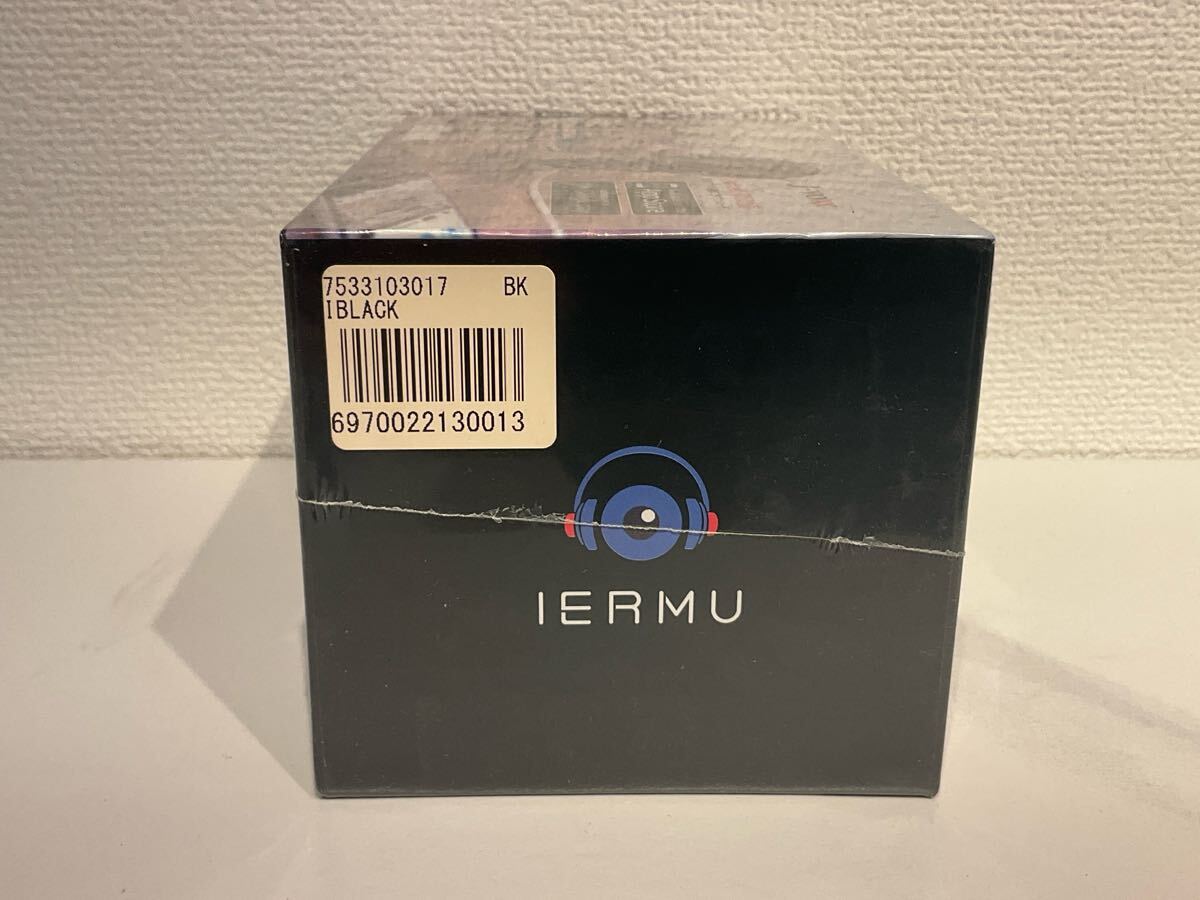 7533103017 BK
IBLACK
6970022130013
IERMU